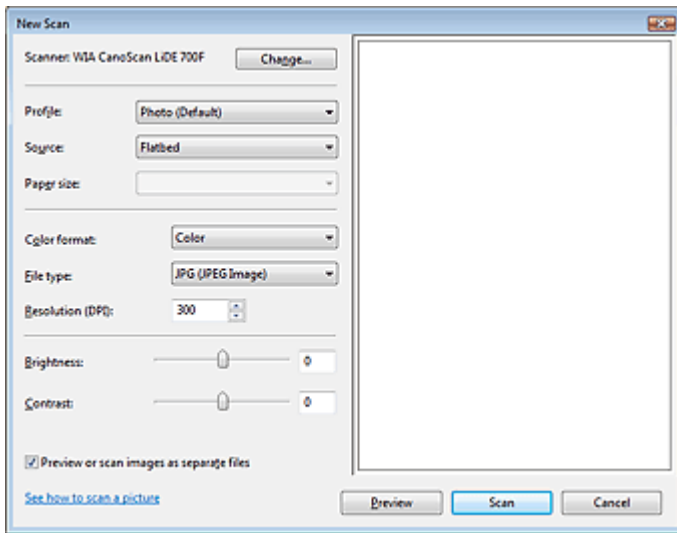 New Scan
Scanner: WIA CanoScan LiDE 700F
Change...
Profile:
Photo (Default)
Source:
Flatbed
Paper size:
Color format:
Color
File type:
JPG (JPEG Image)
Resolution (DPI):
300
Brightness:
0
Contrast:
0
Preview or scan images as separate files
See how to scan a picture
Preview
Scan
Cancel